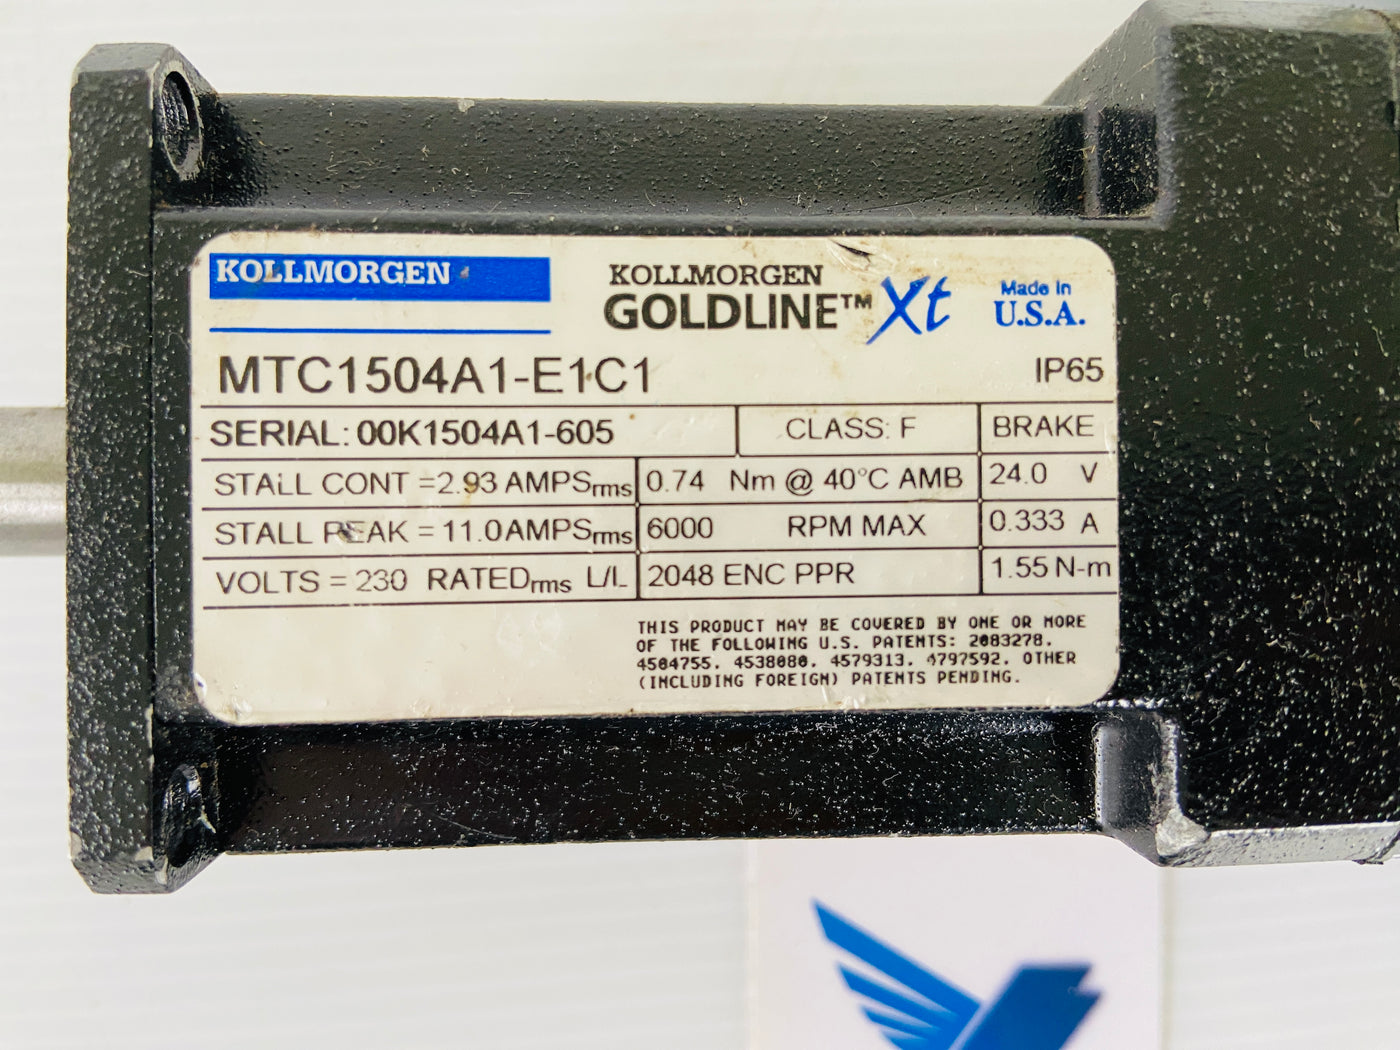 KOLLMORGEN
KOLLMORGEN
GOLDLINE™ Xt
Made in
U.S.A.
MTC1504A1-E1C1
IP65
SERIAL: 00K1504A1-605
CLASS: F
BRAKE
STALL CONT =2.93 AMPSrms
0.74 Nm @ 40°C AMB
24.0 V
STALL PEAK = 11.0AMPSrms
6000 RPM MAX
0.333 A
VOLTS = 230 RATEDrms L/L
2048 ENC PPR
1.55 N-m
THIS PRODUCT MAY BE COVERED BY ONE OR MORE
OF THE FOLLOWING U.S. PATENTS: 2083278.
4504755. 4538080. 4579313. 4797592. OTHER
(INCLUDING FOREIGN) PATENTS PENDING.